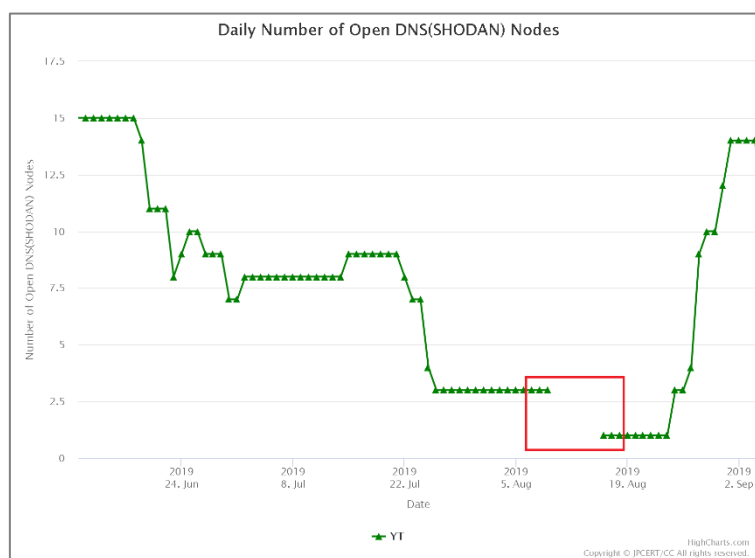 Daily Number of Open DNS(SHODAN) Nodes
17.5
15
12.5
10
7.5
5
2.5
0
Number of Open DNS(SHODAN) Nodes
2019
24. Jun
2019
8. Jul
2019
22. Jul
2019
5. Aug
2019
19. Aug
2019
2. Sep
Date
YT
HighCharts.com
Copyright © JPCERT/CC All Rights Reserved